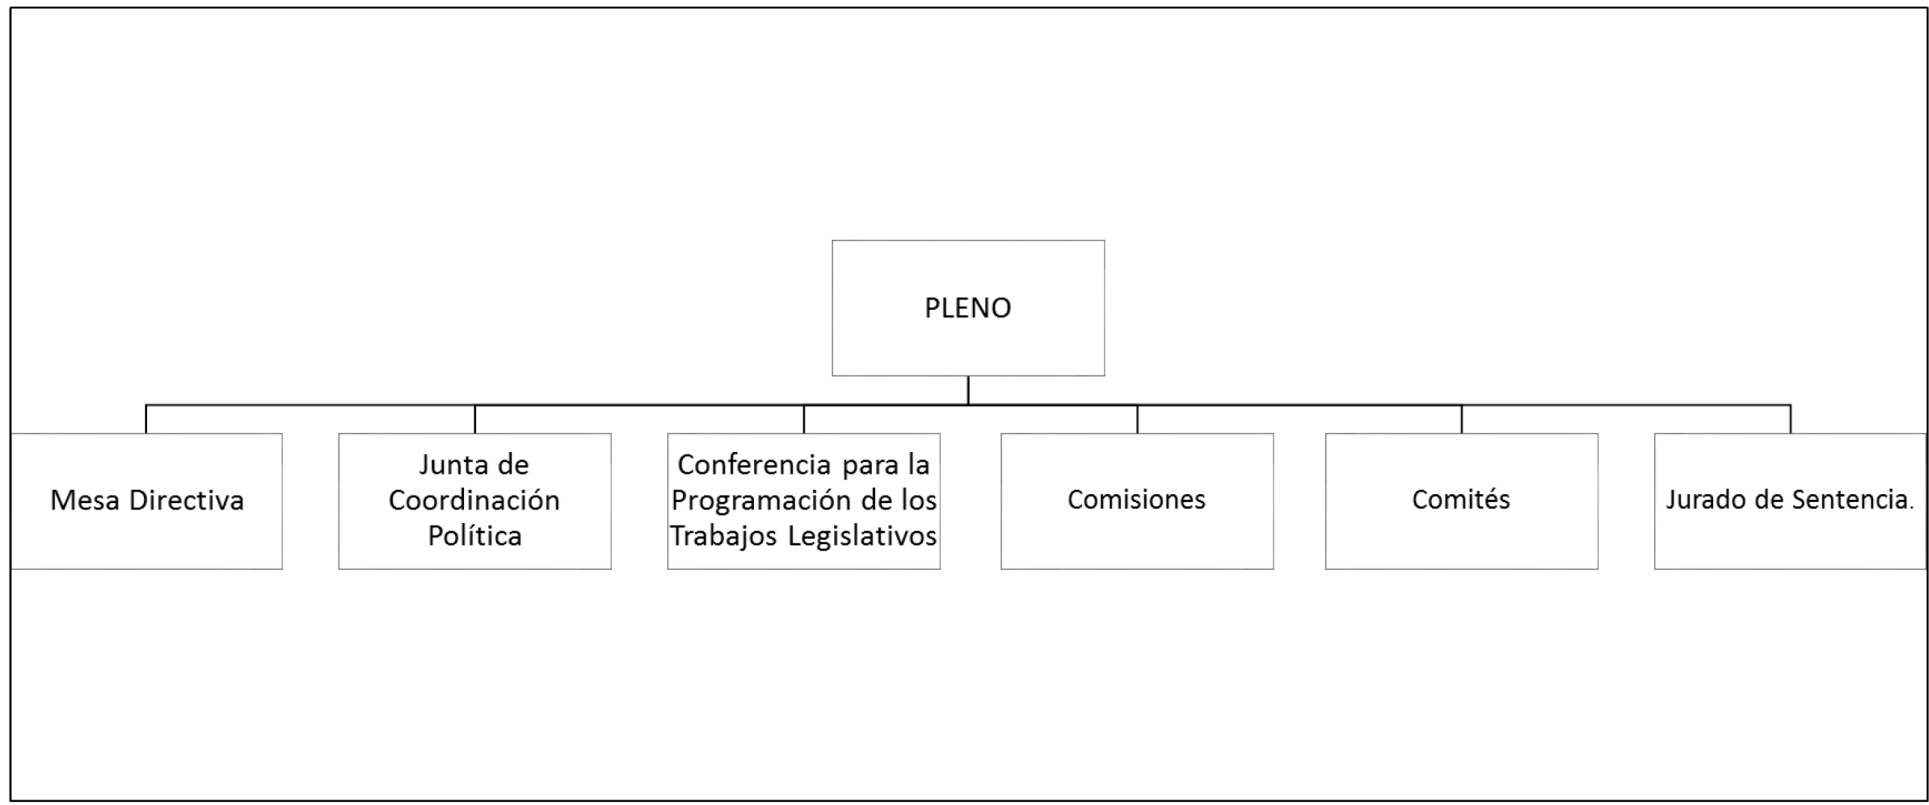 PLENO
Mesa Directiva
Junta de
Coordinación
Política
Conferencia para la
Programación de los
Trabajos Legislativos
Comisiones
Comités
Jurado de Sentencia.